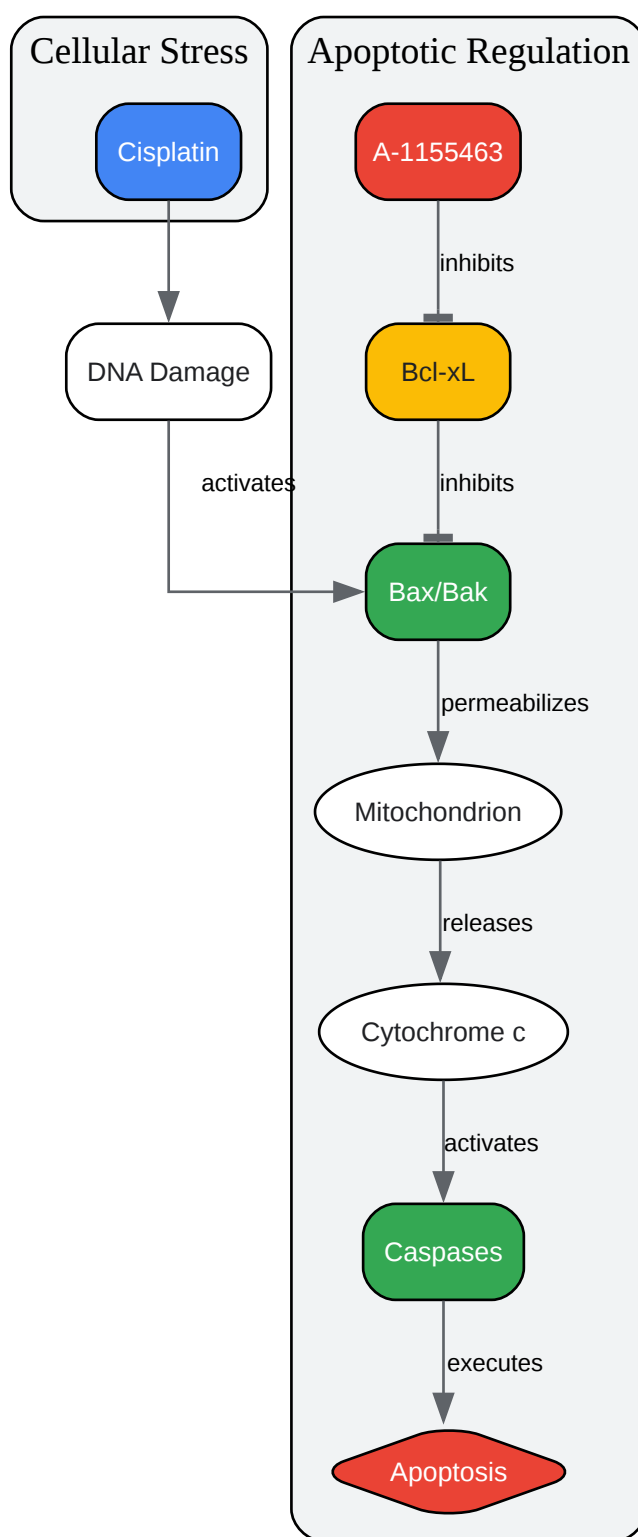 Cellular Stress
Apoptotic Regulation
Cisplatin
A-1155463
inhibits
DNA Damage
Bcl-xL
activates
inhibits
Bax/Bak
permeabilizes
Mitochondrion
releases
Cytochrome c
activates
Caspases
executes
Apoptosis